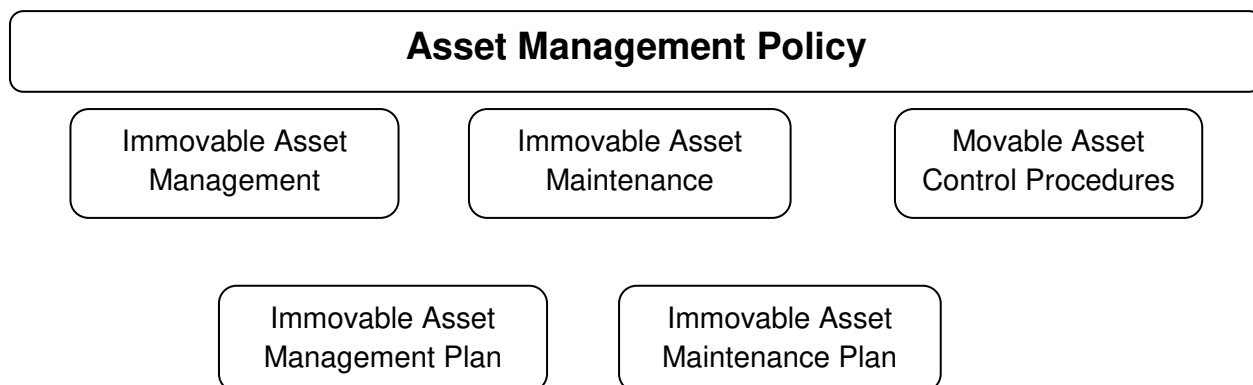 Asset Management Policy
Immovable Asset
Management
Immovable Asset
Maintenance
Movable Asset
Control Procedures
Immovable Asset
Management Plan
Immovable Asset
Maintenance Plan